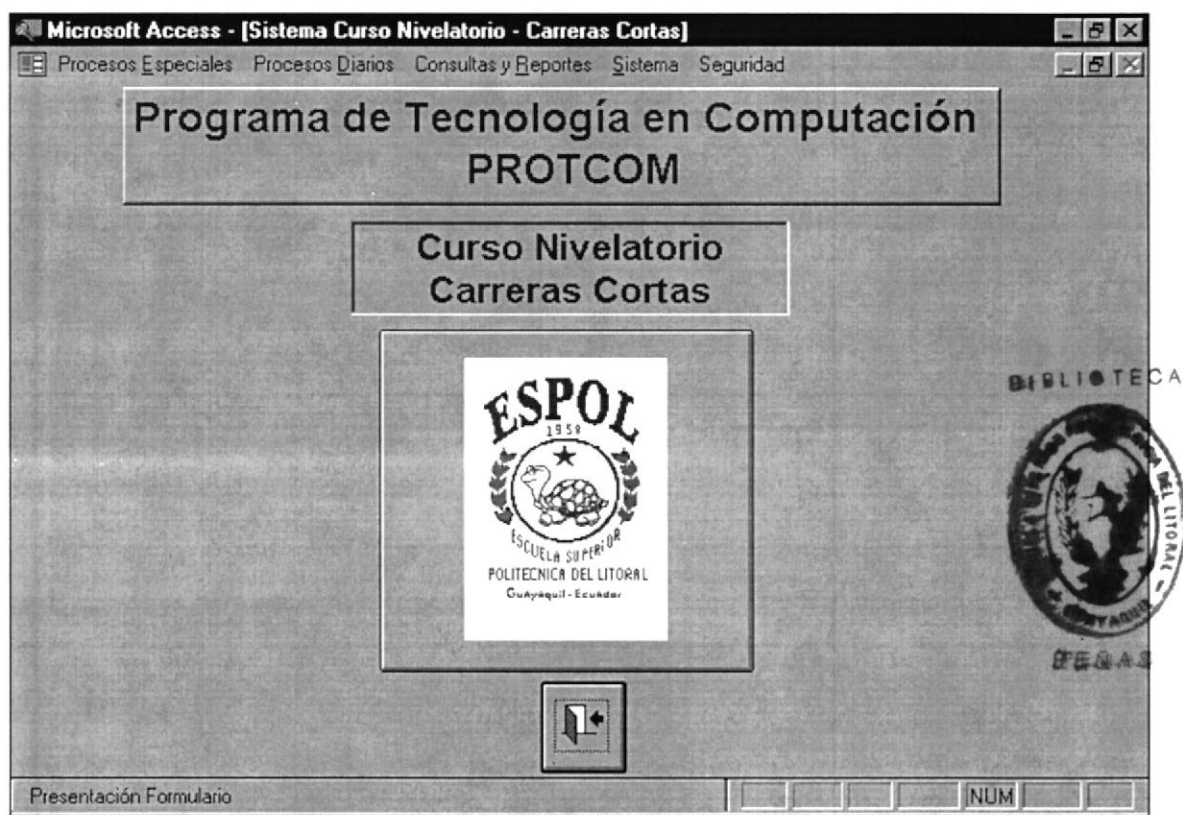 Microsoft Access - [Sistema Curso Nivelatorio - Carreras Cortas]
Procesos Especiales Procesos Diarios Consultas y Reportes Sistema Seguridad
Programa de Tecnología en Computación
PROTCOM
Curso Nivelatorio
Carreras Cortas
ESPOL
1958
ESCUELA SUPERIOR
POLITECNICA DEL LITORAL
Guayaquil - Ecuador
BIBLIOTECA
DEL LITORAL
Presentación Formulario
NUM